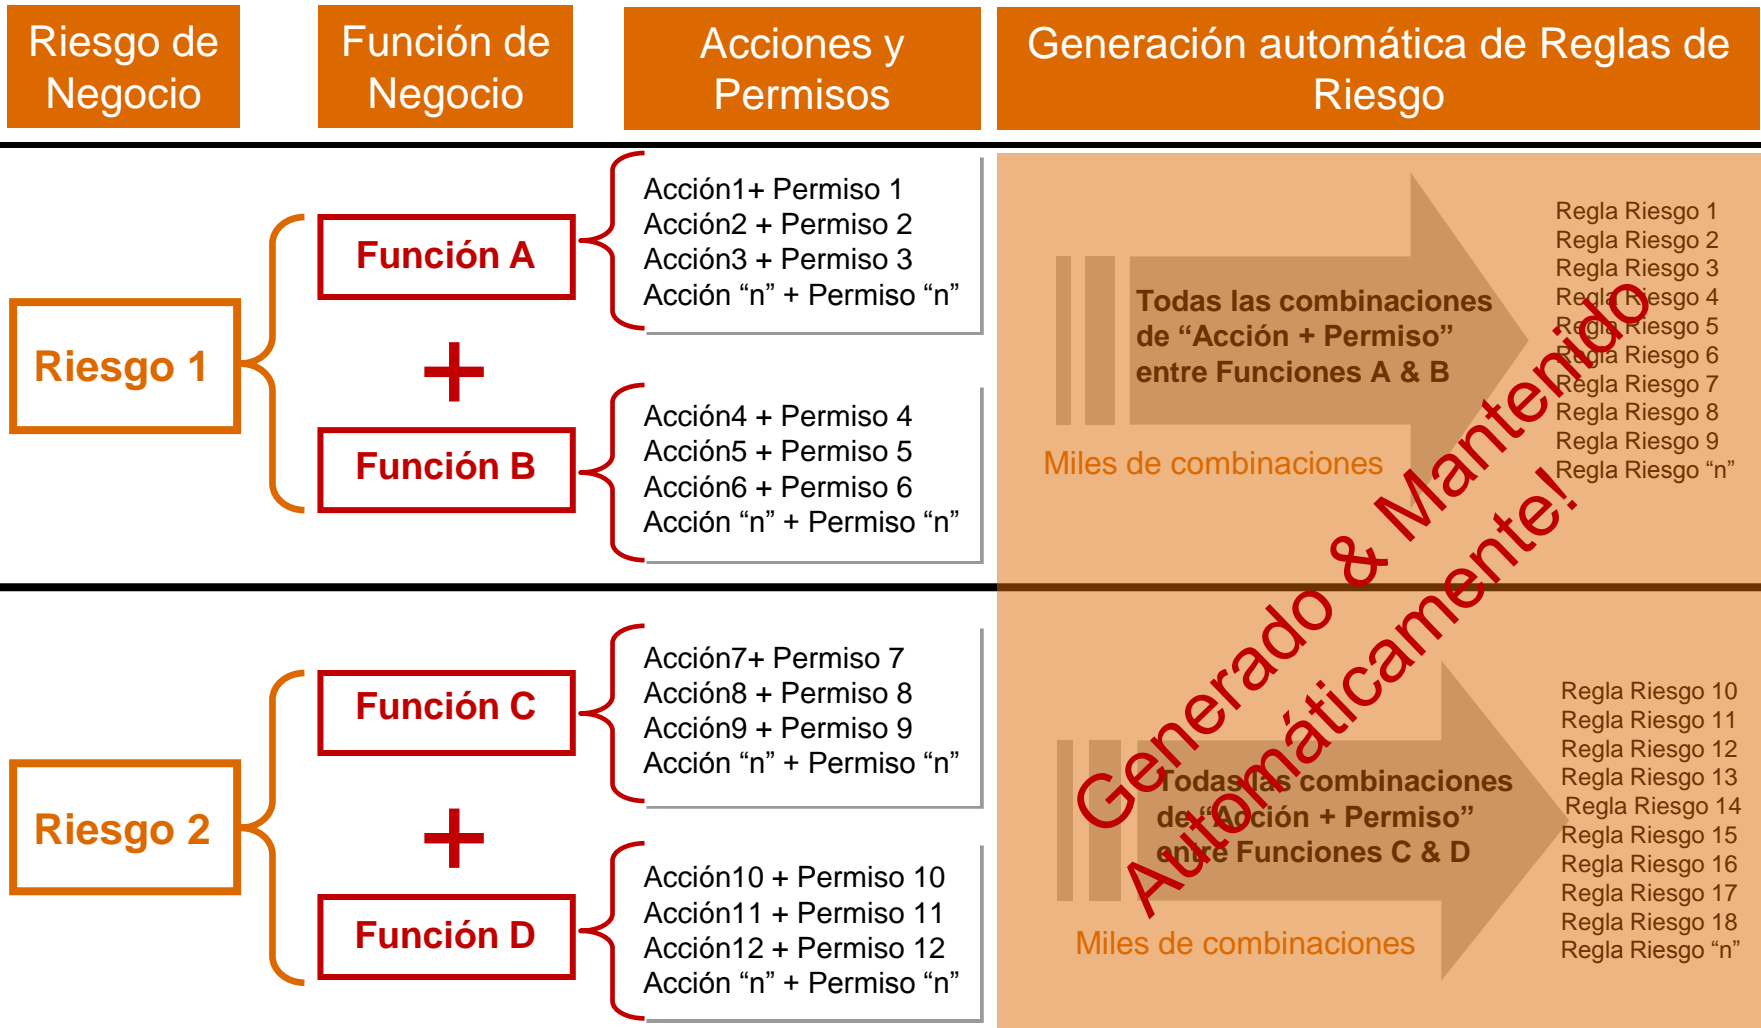 Riesgo de
Negocio
Función de
Negocio
Acciones y
Permisos
Generación automática de Reglas de
Riesgo
Riesgo 1
Función A
+
Función B
Acción1+ Permiso 1
Acción2 + Permiso 2
Acción3 + Permiso 3
Acción “n” + Permiso “n”
Acción4 + Permiso 4
Acción5 + Permiso 5
Acción6 + Permiso 6
Acción “n” + Permiso “n”
Todas las combinaciones
de “Acción + Permiso”
entre Funciones A & B
Miles de combinaciones
Regla Riesgo 1
Regla Riesgo 2
Regla Riesgo 3
Regla Riesgo 4
Regla Riesgo 5
Regla Riesgo 6
Regla Riesgo 7
Regla Riesgo 8
Regla Riesgo 9
Regla Riesgo “n”
Generado & Mantenido
Automáticamente!
Riesgo 2
Función C
+
Función D
Acción7+ Permiso 7
Acción8 + Permiso 8
Acción9 + Permiso 9
Acción “n” + Permiso “n”
Acción10 + Permiso 10
Acción11 + Permiso 11
Acción12 + Permiso 12
Acción “n” + Permiso “n”
Todas las combinaciones
de “Acción + Permiso”
entre Funciones C & D
Miles de combinaciones
Regla Riesgo 10
Regla Riesgo 11
Regla Riesgo 12
Regla Riesgo 13
Regla Riesgo 14
Regla Riesgo 15
Regla Riesgo 16
Regla Riesgo 17
Regla Riesgo 18
Regla Riesgo “n”